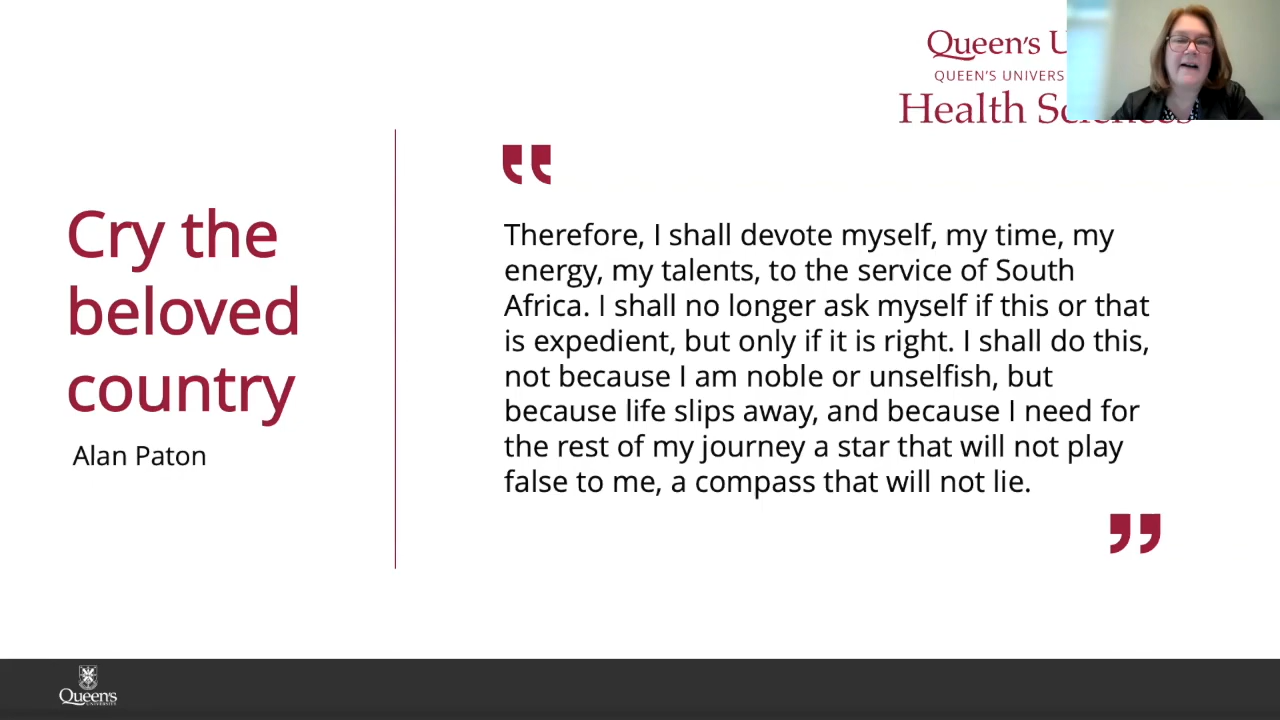 Queen's U
QUEEN'S UNIVERS
Health Sciences
Cry the
beloved
country
Alan Paton
“
Therefore, I shall devote myself, my time, my
energy, my talents, to the service of South
Africa. I shall no longer ask myself if this or that
is expedient, but only if it is right. I shall do this,
not because I am noble or unselfish, but
because life slips away, and because I need for
the rest of my journey a star that will not play
false to me, a compass that will not lie.
”
Queen's
UNIVERSITY